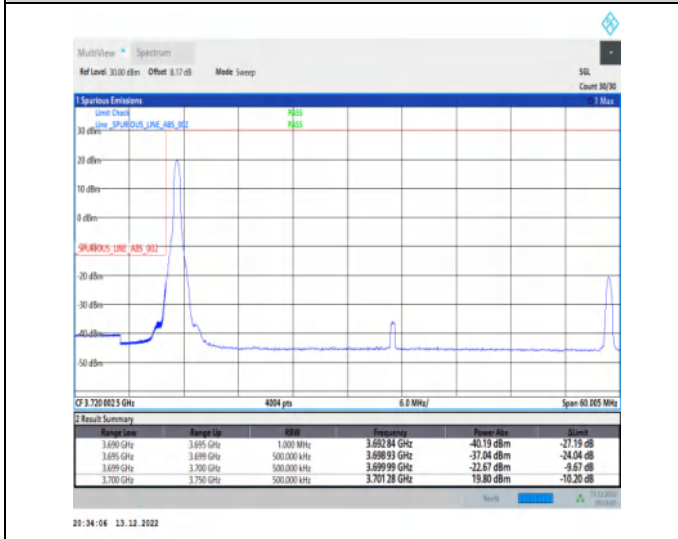 MultiView Spectrum
Ref Level 30.00 dBm Offset 8.17 dB Mode Sweep SGL
Count 30/30
1 Spurious Emissions 1 Max
Limit Check PASS
Line _SPURIOUS_LINE_ABS_002 PASS
30 dBm
20 dBm
10 dBm
0 dBm
_SPURIOUS_LINE_ABS_002
-20 dBm
-30 dBm
-40 dBm
-50 dBm
CF 3.720 002 5 GHz 4004 pts 6.0 MHz/ Span 60.005 MHz
2 Result Summary
Range Low Range Up RBW Frequency Power Abs ΔLimit
3.690 GHz 3.695 GHz 1.000 MHz 3.692 84 GHz -40.19 dBm -27.19 dB
3.695 GHz 3.699 GHz 500.000 kHz 3.698 93 GHz -37.04 dBm -24.04 dB
3.699 GHz 3.700 GHz 500.000 kHz 3.699 99 GHz -22.67 dBm -9.67 dB
3.700 GHz 3.750 GHz 500.000 kHz 3.701 28 GHz 19.80 dBm -10.20 dB
Ready 13.12.2022
20:34:06 13.12.2022